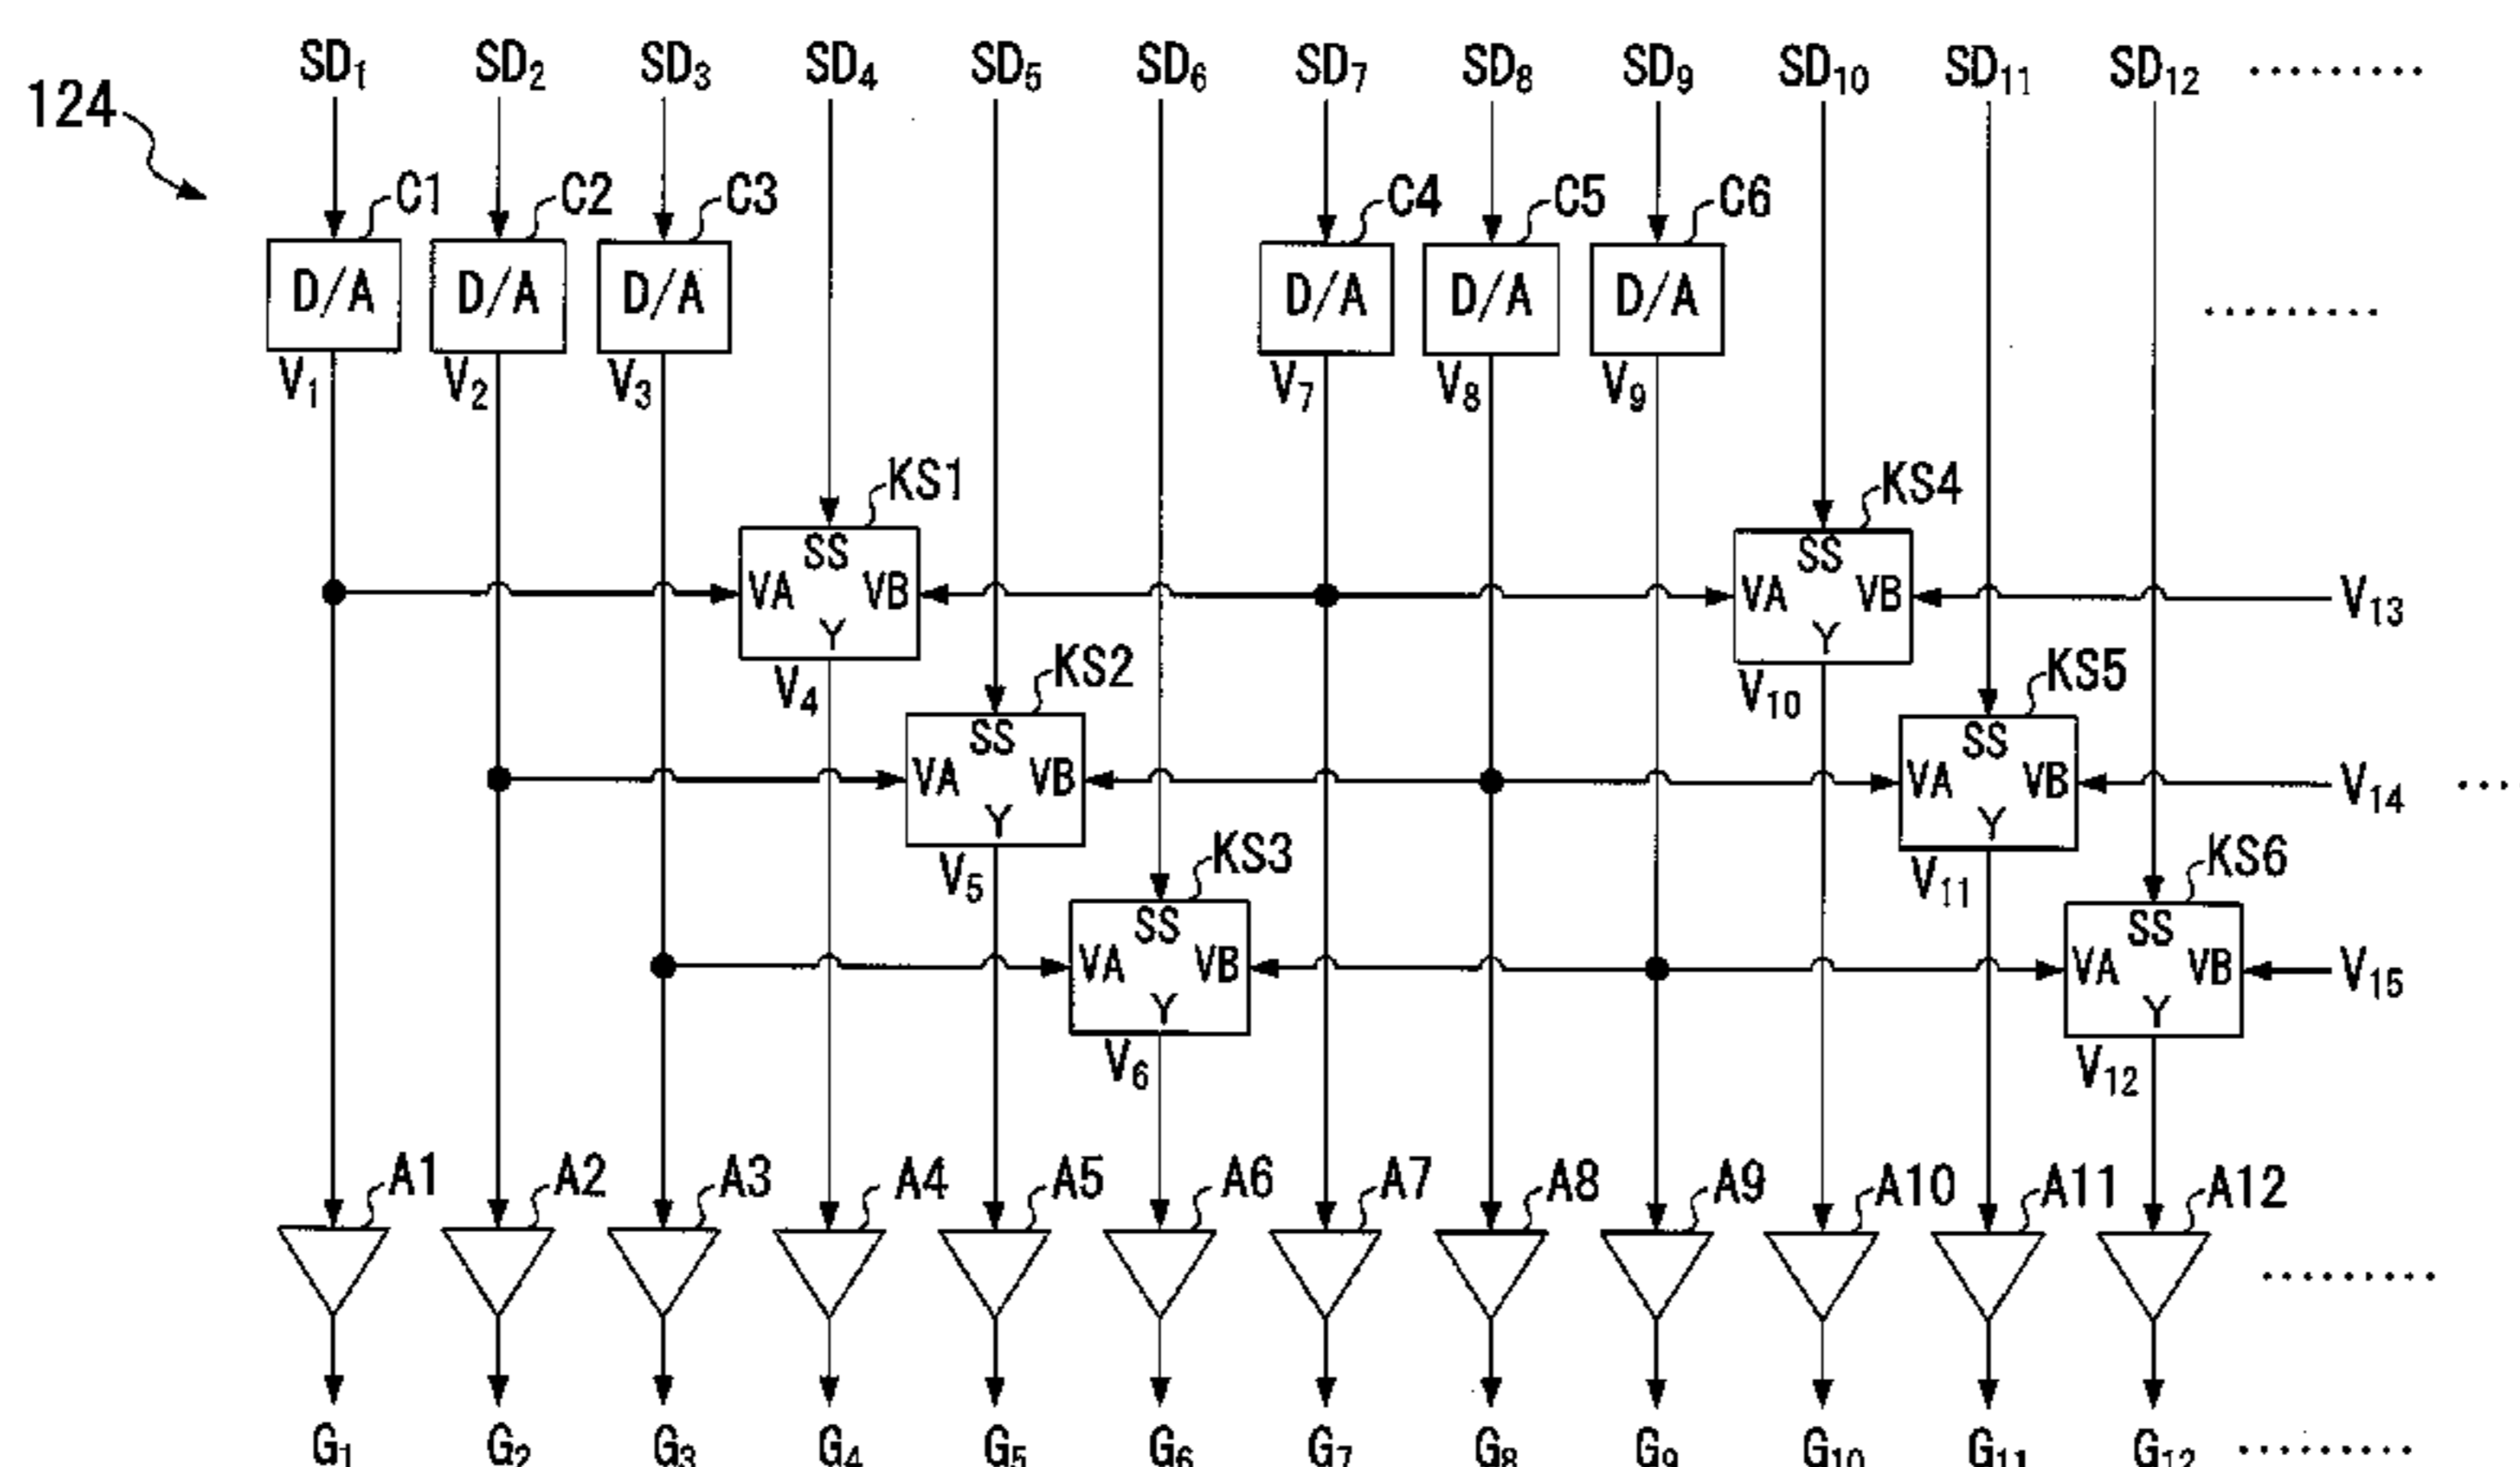 SD₁ SD₂ SD₃ SD₄ SD₅ SD₆ SD₇ SD₈ SD₉ SD₁₀ SD₁₁ SD₁₂ ·········
124
C1 C2 C3 C4 C5 C6
D/A D/A D/A D/A D/A D/A ········
V₁ V₂ V₃ V₇ V₈ V₉
KS1 KS4
SS SS
VA VB VA VB V₁₃
Y Y
V₄ KS2 V₁₀ KS5
SS SS
VA VB VA VB V₁₄ ···
Y Y
V₅ KS3 V₁₁ KS6
SS SS
VA VB VA VB V₁₅
Y Y
V₆ V₁₂
A1 A2 A3 A4 A5 A6 A7 A8 A9 A10 A11 A12
········
G₁ G₂ G₃ G₄ G₅ G₆ G₇ G₈ G₉ G₁₀ G₁₁ G₁₂ ········